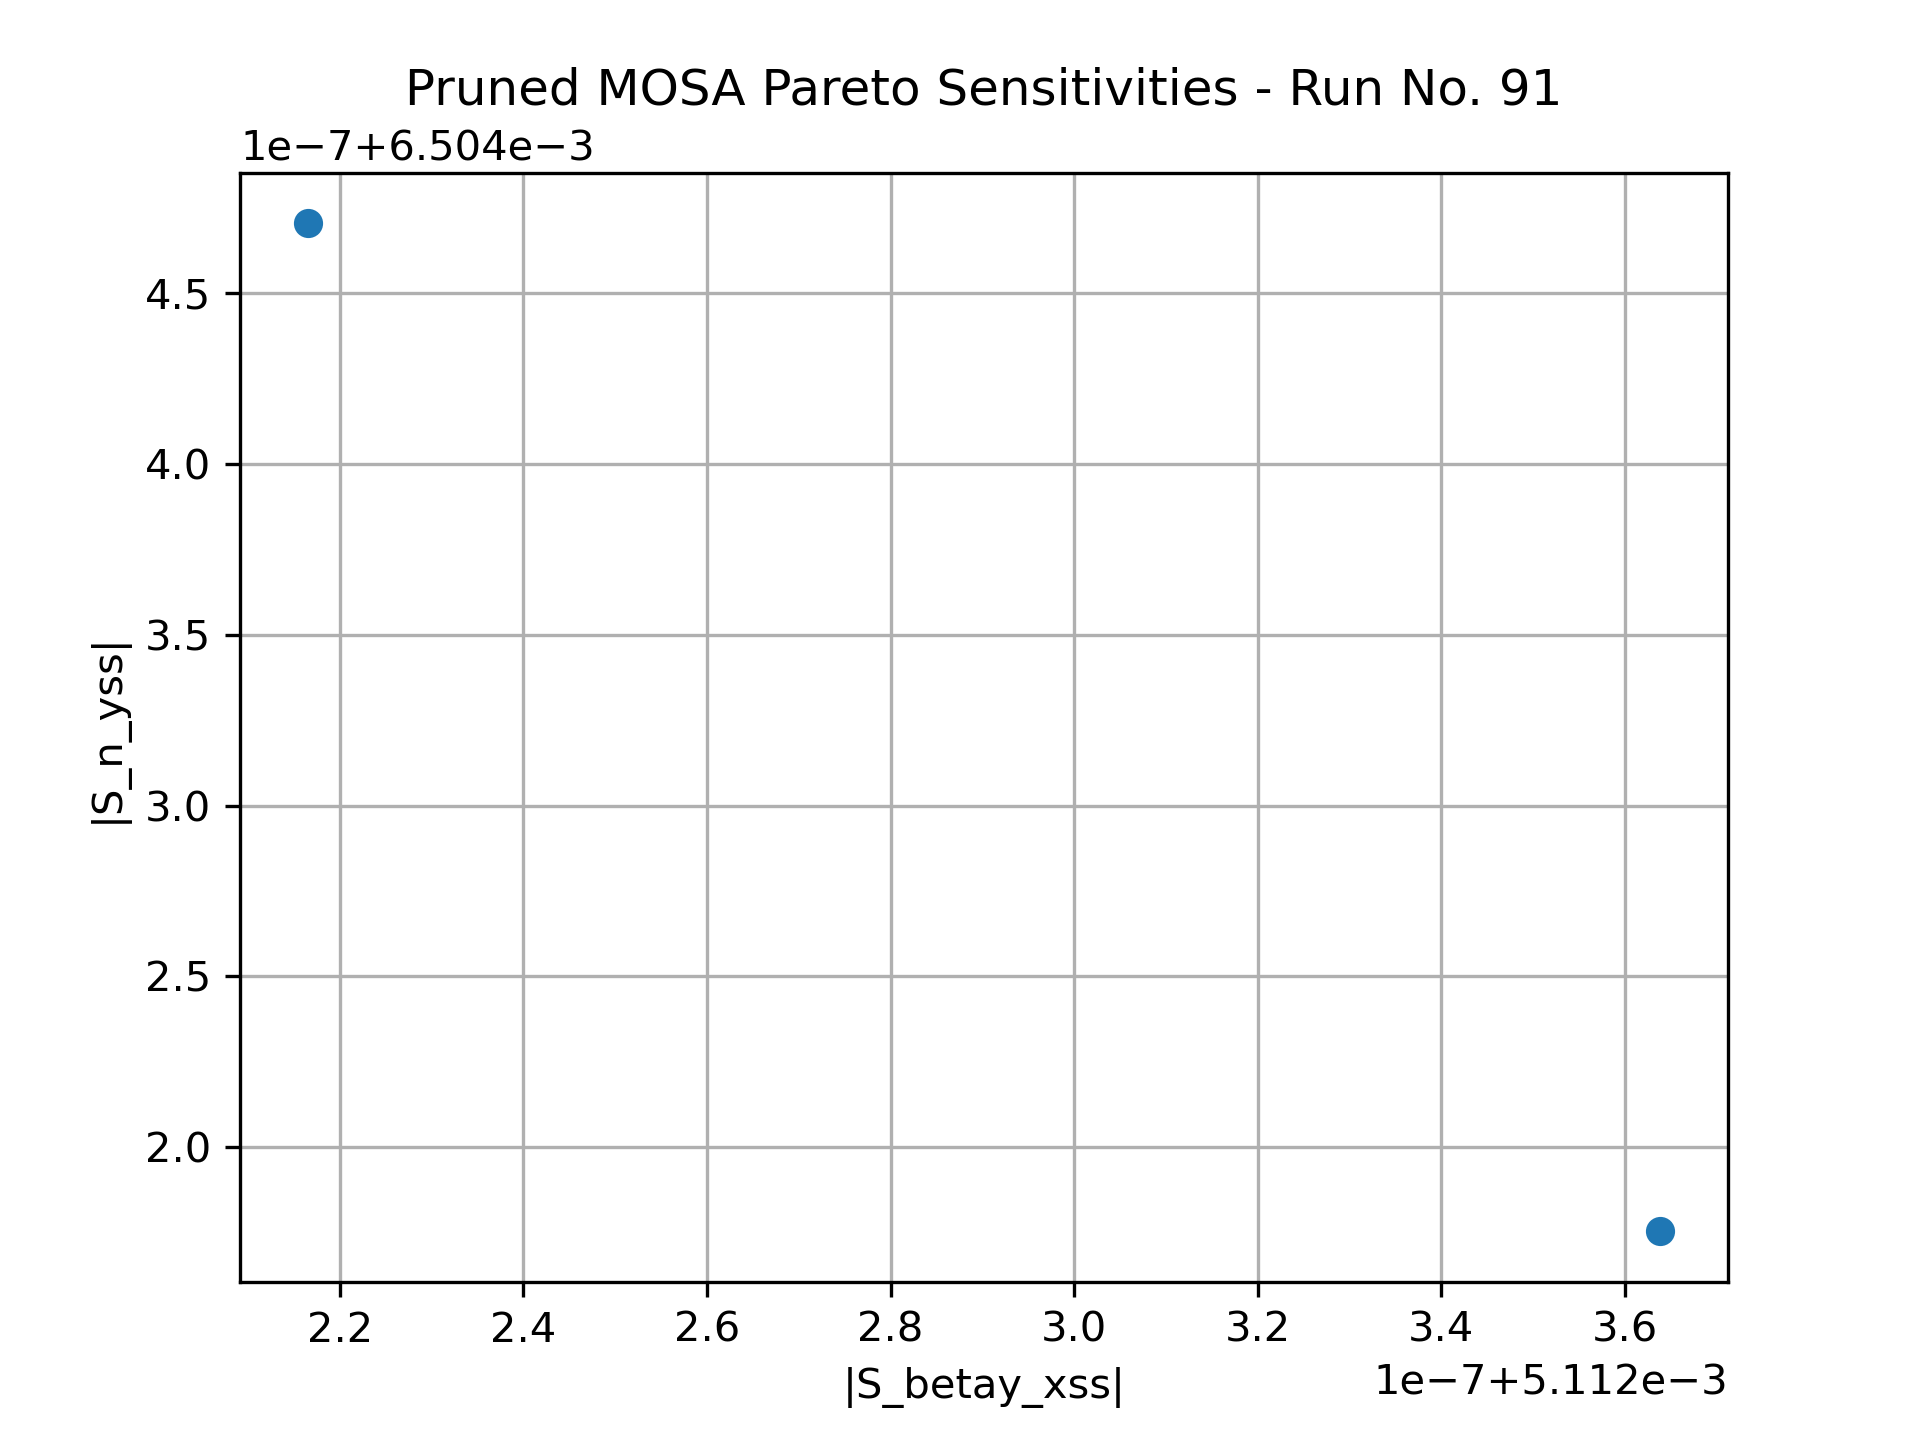 Pruned MOSA Pareto Sensitivities - Run No. 91
1e−7+6.504e−3
4.5
4.0
3.5
3.0
2.5
2.0
|S_n_yss|
2.2 2.4 2.6 2.8 3.0 3.2 3.4 3.6
1e−7+5.112e−3
|S_betay_xss|